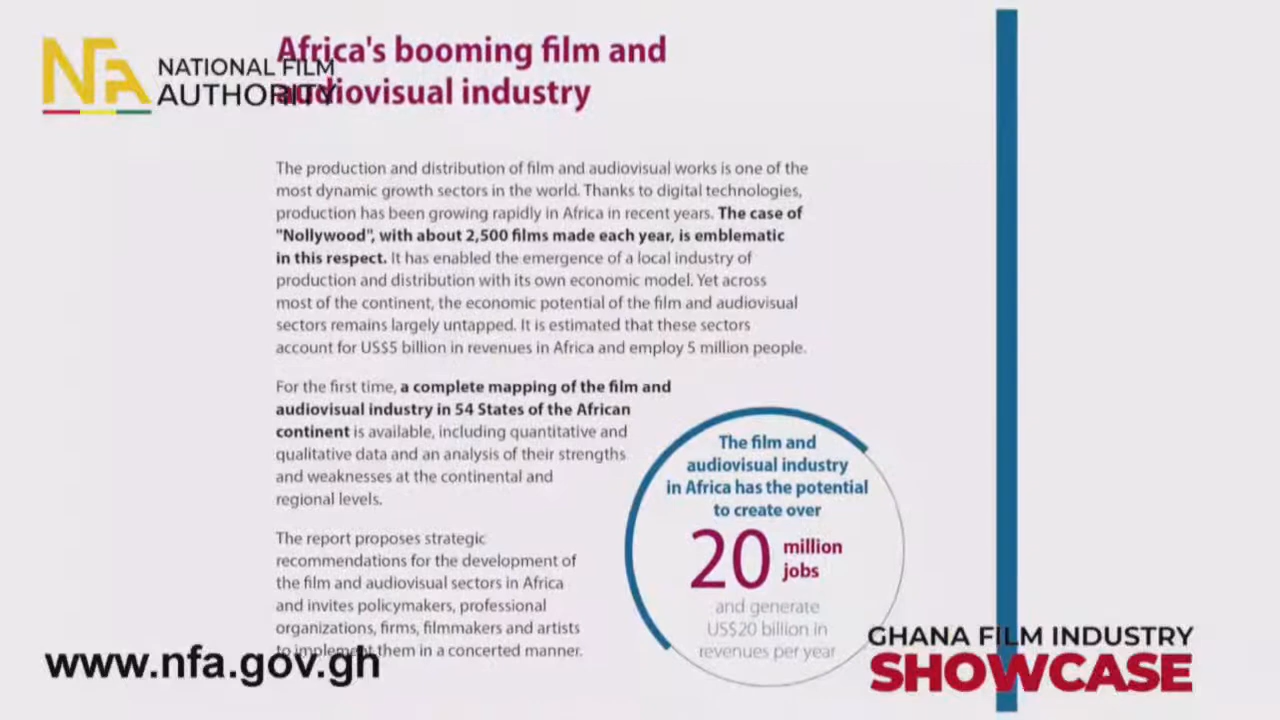 NFA NATIONAL FILM
AUTHORITY
Africa's booming film and
audiovisual industry
The production and distribution of film and audiovisual works is one of the
most dynamic growth sectors in the world. Thanks to digital technologies,
production has been growing rapidly in Africa in recent years. The case of
"Nollywood", with about 2,500 films made each year, is emblematic
in this respect. It has enabled the emergence of a local industry of
production and distribution with its own economic model. Yet across
most of the continent, the economic potential of the film and audiovisual
sectors remains largely untapped. It is estimated that these sectors
account for US$5 billion in revenues in Africa and employ 5 million people.
For the first time, a complete mapping of the film and
audiovisual industry in 54 States of the African
continent is available, including quantitative and
qualitative data and an analysis of their strengths
and weaknesses at the continental and
regional levels.
The report proposes strategic
recommendations for the development of
the film and audiovisual sectors in Africa
and invites policymakers, professional
organizations, firms, filmmakers and artists
to implement them in a concerted manner.
The film and
audiovisual industry
in Africa has the potential
to create over
20 million
jobs
and generate
US$20 billion in
revenues per year
www.nfa.gov.gh
GHANA FILM INDUSTRY
SHOWCASE